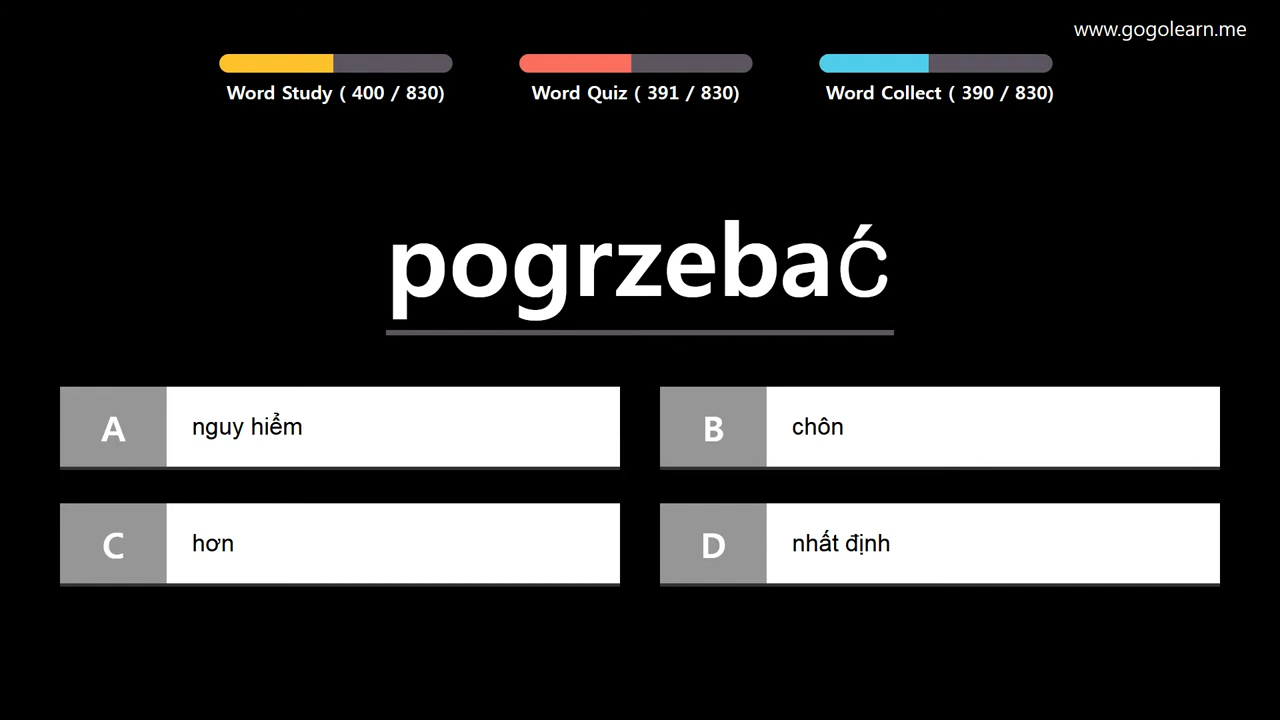 www.gogolearn.me
Word Study ( 400 / 830)
Word Quiz ( 391 / 830)
Word Collect ( 390 / 830)
pogrzebać
A
nguy hiểm
B
chôn
C
hơn
D
nhất định